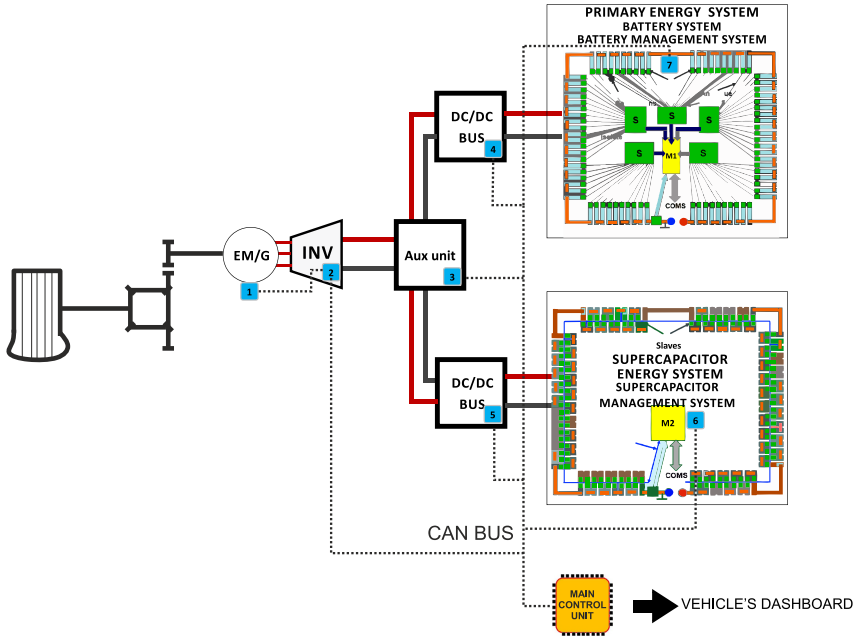 PRIMARY ENERGY SYSTEM
BATTERY SYSTEM
BATTERY MANAGEMENT SYSTEM
7
S
S
S
S
S
M1
COMS
DC/DC
BUS
4
EM/G
1
INV
2
Aux unit
3
DC/DC
BUS
5
Slaves
SUPERCAPACITOR
ENERGY SYSTEM
SUPERCAPACITOR
MANAGEMENT SYSTEM
M2
6
COMS
CAN BUS
MAIN
CONTROL
UNIT
VEHICLE'S DASHBOARD